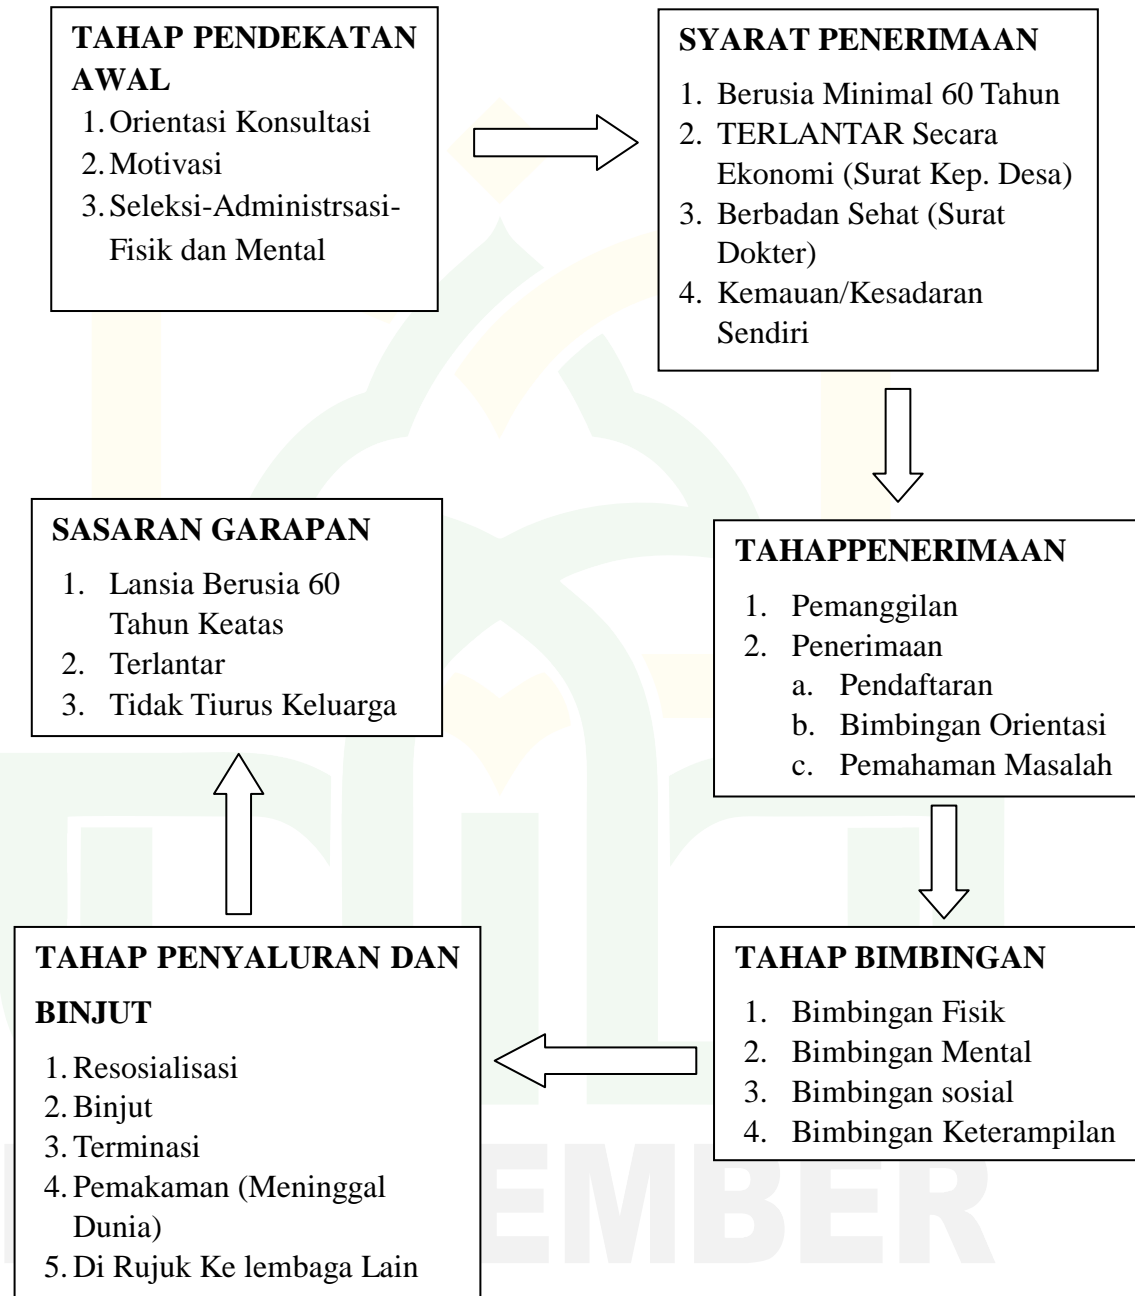 TAHAP PENDEKATAN
AWAL
1. Orientasi Konsultasi
2. Motivasi
3. Seleksi-Administrsasi-
Fisik dan Mental
SYARAT PENERIMAAN
1. Berusia Minimal 60 Tahun
2. TERLANTAR Secara
Ekonomi (Surat Kep. Desa)
3. Berbadan Sehat (Surat
Dokter)
4. Kemauan/Kesadaran
Sendiri
TAHAPPENERIMAAN
1. Pemanggilan
2. Penerimaan
a. Pendaftaran
b. Bimbingan Orientasi
c. Pemahaman Masalah
TAHAP BIMBINGAN
1. Bimbingan Fisik
2. Bimbingan Mental
3. Bimbingan sosial
4. Bimbingan Keterampilan
TAHAP PENYALURAN DAN
BINJUT
1. Resosialisasi
2. Binjut
3. Terminasi
4. Pemakaman (Meninggal
Dunia)
5. Di Rujuk Ke lembaga Lain
SASARAN GARAPAN
1. Lansia Berusia 60
Tahun Keatas
2. Terlantar
3. Tidak Tiurus Keluarga